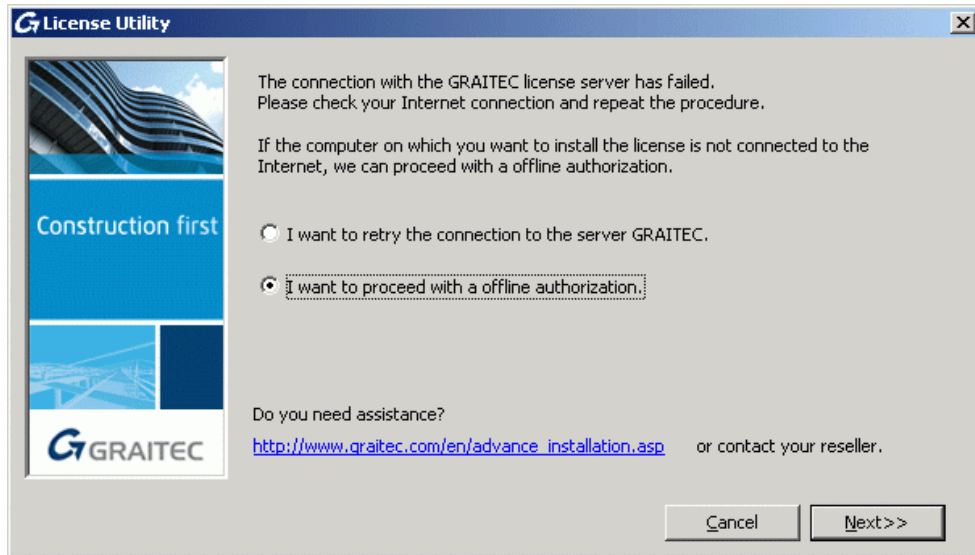 License Utility
The connection with the GRAITEC license server has failed.
Please check your Internet connection and repeat the procedure.
If the computer on which you want to install the license is not connected to the
Internet, we can proceed with a offline authorization.
Construction first
I want to retry the connection to the server GRAITEC.
I want to proceed with a offline authorization.
Do you need assistance?
http://www.graitec.com/en/advance_installation.asp or contact your reseller.
GRAITEC
Cancel Next>>